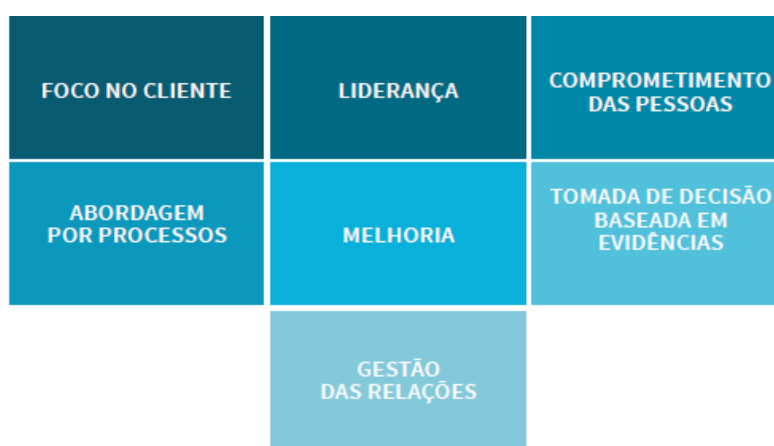 FOCO NO CLIENTE
LIDERANÇA
COMPROMETIMENTO
DAS PESSOAS
ABORDAGEM
POR PROCESSOS
MELHORIA
TOMADA DE DECISÃO
BASEADA EM
EVIDÊNCIAS
GESTÃO
DAS RELAÇÕES